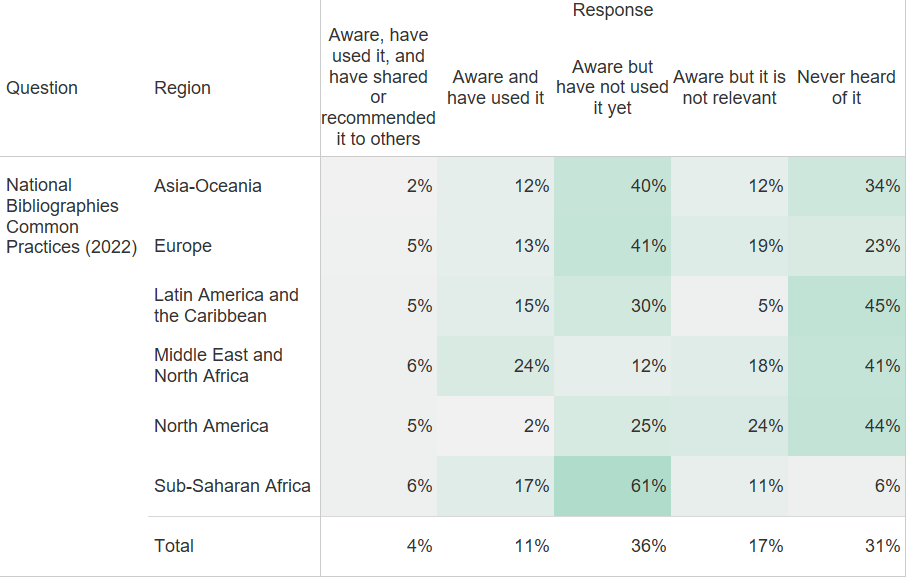 Response
Question Region Aware, have used it, and have shared or recommended it to others Aware and have used it Aware but have not used it yet Aware but it is not relevant Never heard of it
National Bibliographies Common Practices (2022)
Asia-Oceania 2% 12% 40% 12% 34%
Europe 5% 13% 41% 19% 23%
Latin America and the Caribbean 5% 15% 30% 5% 45%
Middle East and North Africa 6% 24% 12% 18% 41%
North America 5% 2% 25% 24% 44%
Sub-Saharan Africa 6% 17% 61% 11% 6%
Total 4% 11% 36% 17% 31%